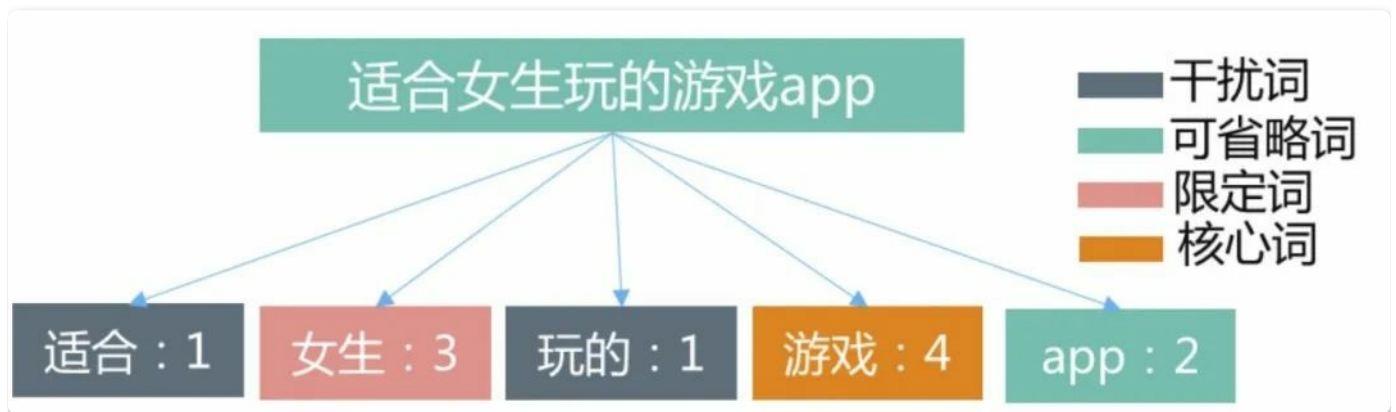 适合女生玩的游戏app
干扰词
可省略词
限定词
核心词
适合：1
女生：3
玩的：1
游戏：4
app：2